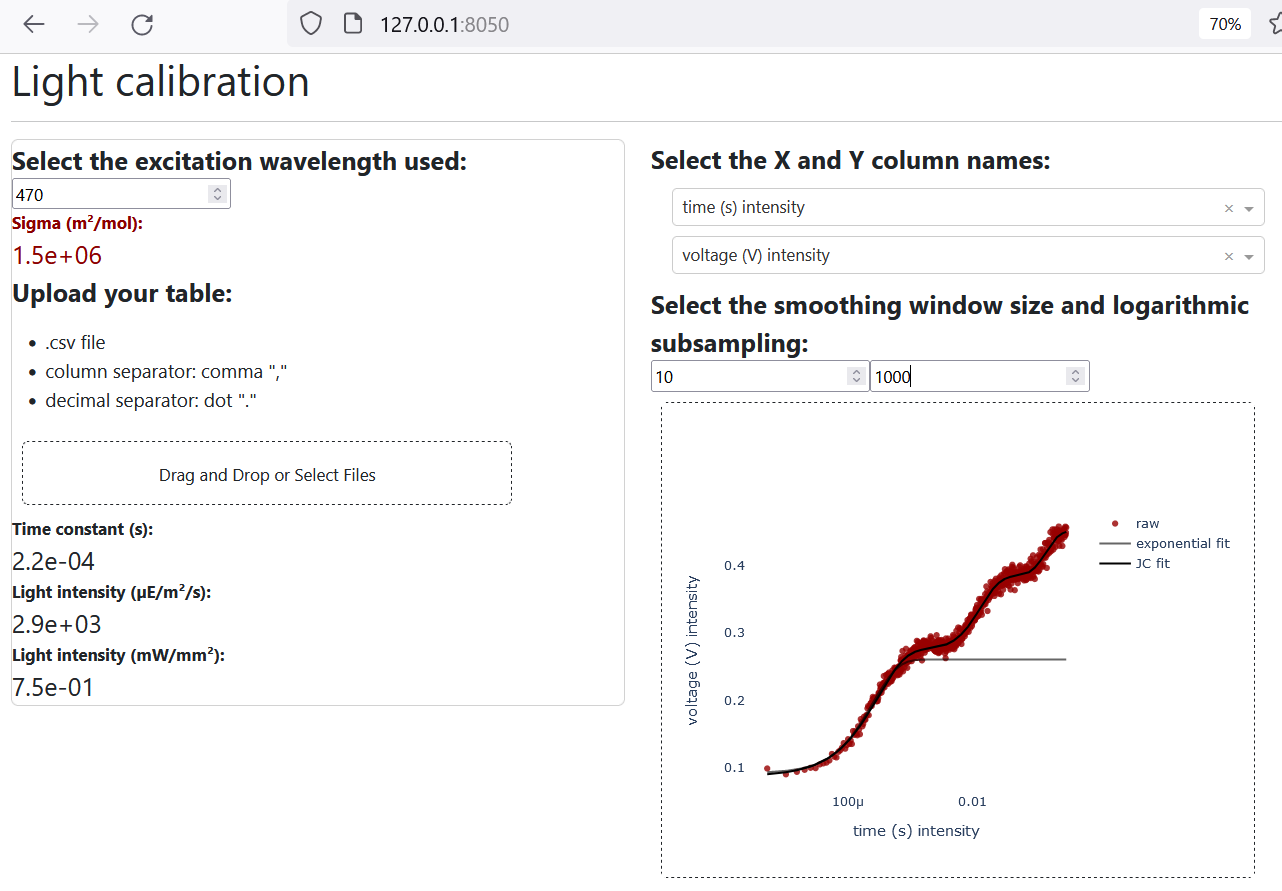 127.0.0.1:8050
70%
Light calibration
Select the excitation wavelength used:
470
Sigma (m²/mol):
1.5e+06
Upload your table:
.csv file
column separator: comma ","
decimal separator: dot "."
Drag and Drop or Select Files
Time constant (s):
2.2e-04
Light intensity (µE/m²/s):
2.9e+03
Light intensity (mW/mm²):
7.5e-01
Select the X and Y column names:
time (s) intensity
voltage (V) intensity
Select the smoothing window size and logarithmic
subsampling:
10
1000
raw
exponential fit
JC fit
voltage (V) intensity
0.4
0.3
0.2
0.1
100µ
0.01
time (s) intensity